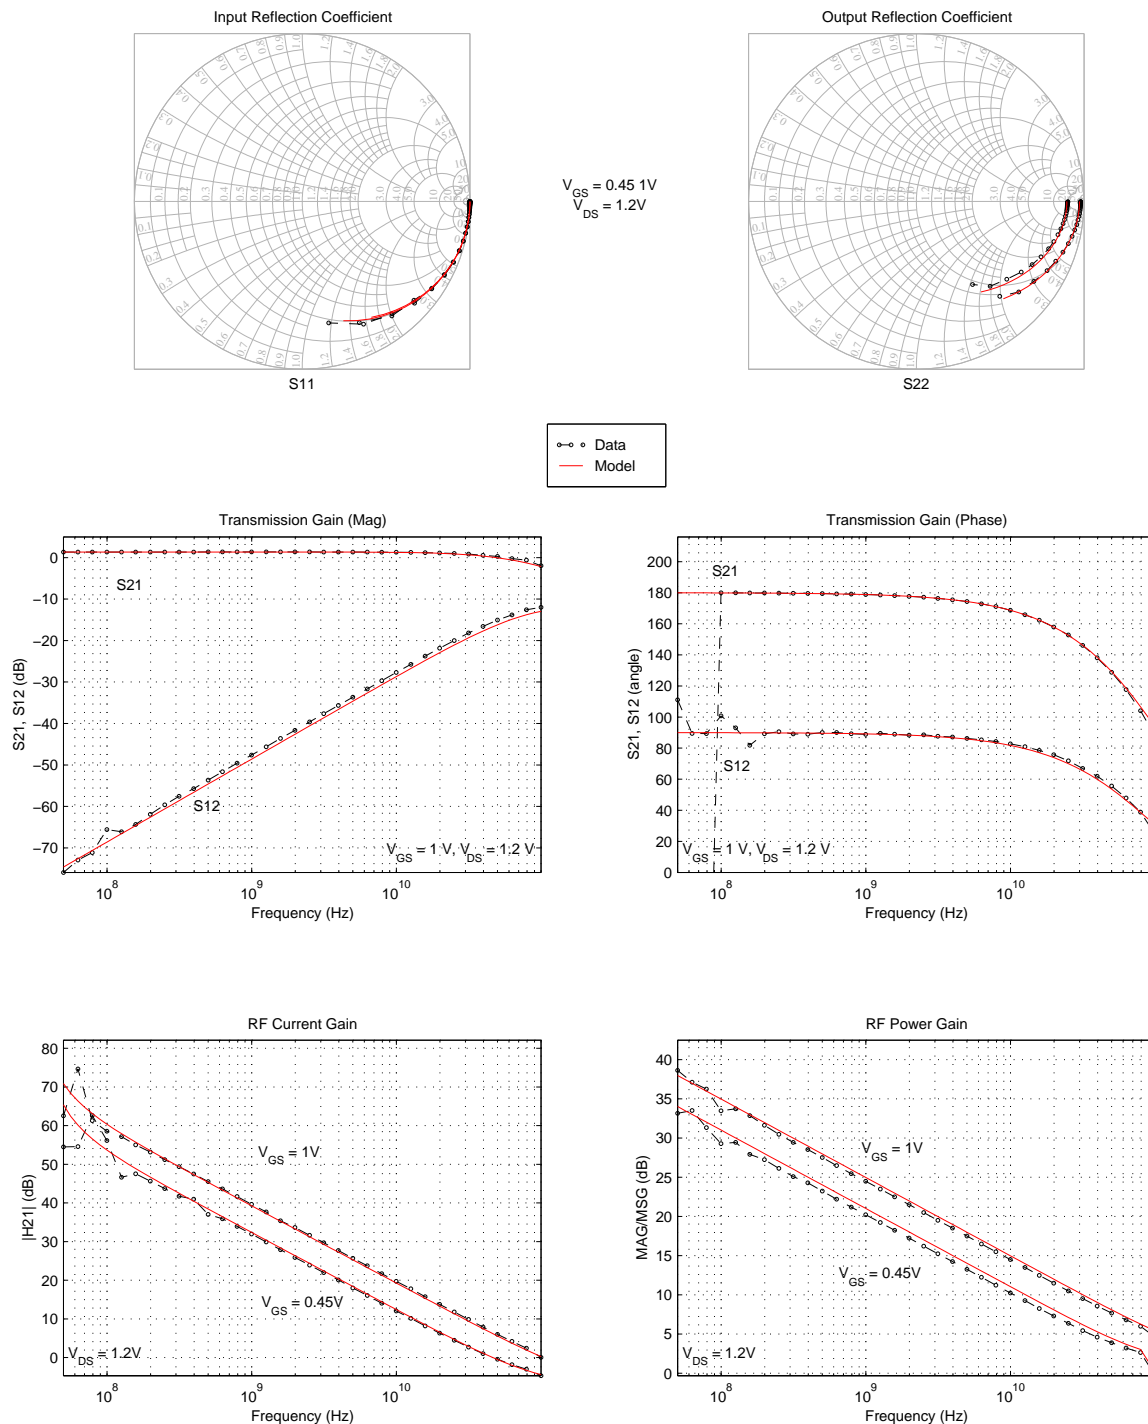 Input Reflection Coefficient
S11
V_GS = 0.45 1V
V_DS = 1.2V
Output Reflection Coefficient
S22
Data
Model
Transmission Gain (Mag)
0
−10
−20
−30
−40
−50
−60
−70
S21, S12 (dB)
S21
S12
V_GS = 1 V, V_DS = 1.2 V
10^8
10^9
10^10
Frequency (Hz)
Transmission Gain (Phase)
200
180
160
140
120
100
80
60
40
20
0
S21, S12 (angle)
S21
S12
V_GS = 1 V, V_DS = 1.2 V
10^8
10^9
10^10
Frequency (Hz)
RF Current Gain
80
70
60
50
40
30
20
10
0
|H21| (dB)
V_GS = 1V
V_GS = 0.45V
V_DS = 1.2V
10^8
10^9
10^10
Frequency (Hz)
RF Power Gain
40
35
30
25
20
15
10
5
0
MAG/MSG (dB)
V_GS = 1V
V_GS = 0.45V
V_DS = 1.2V
10^8
10^9
10^10
Frequency (Hz)